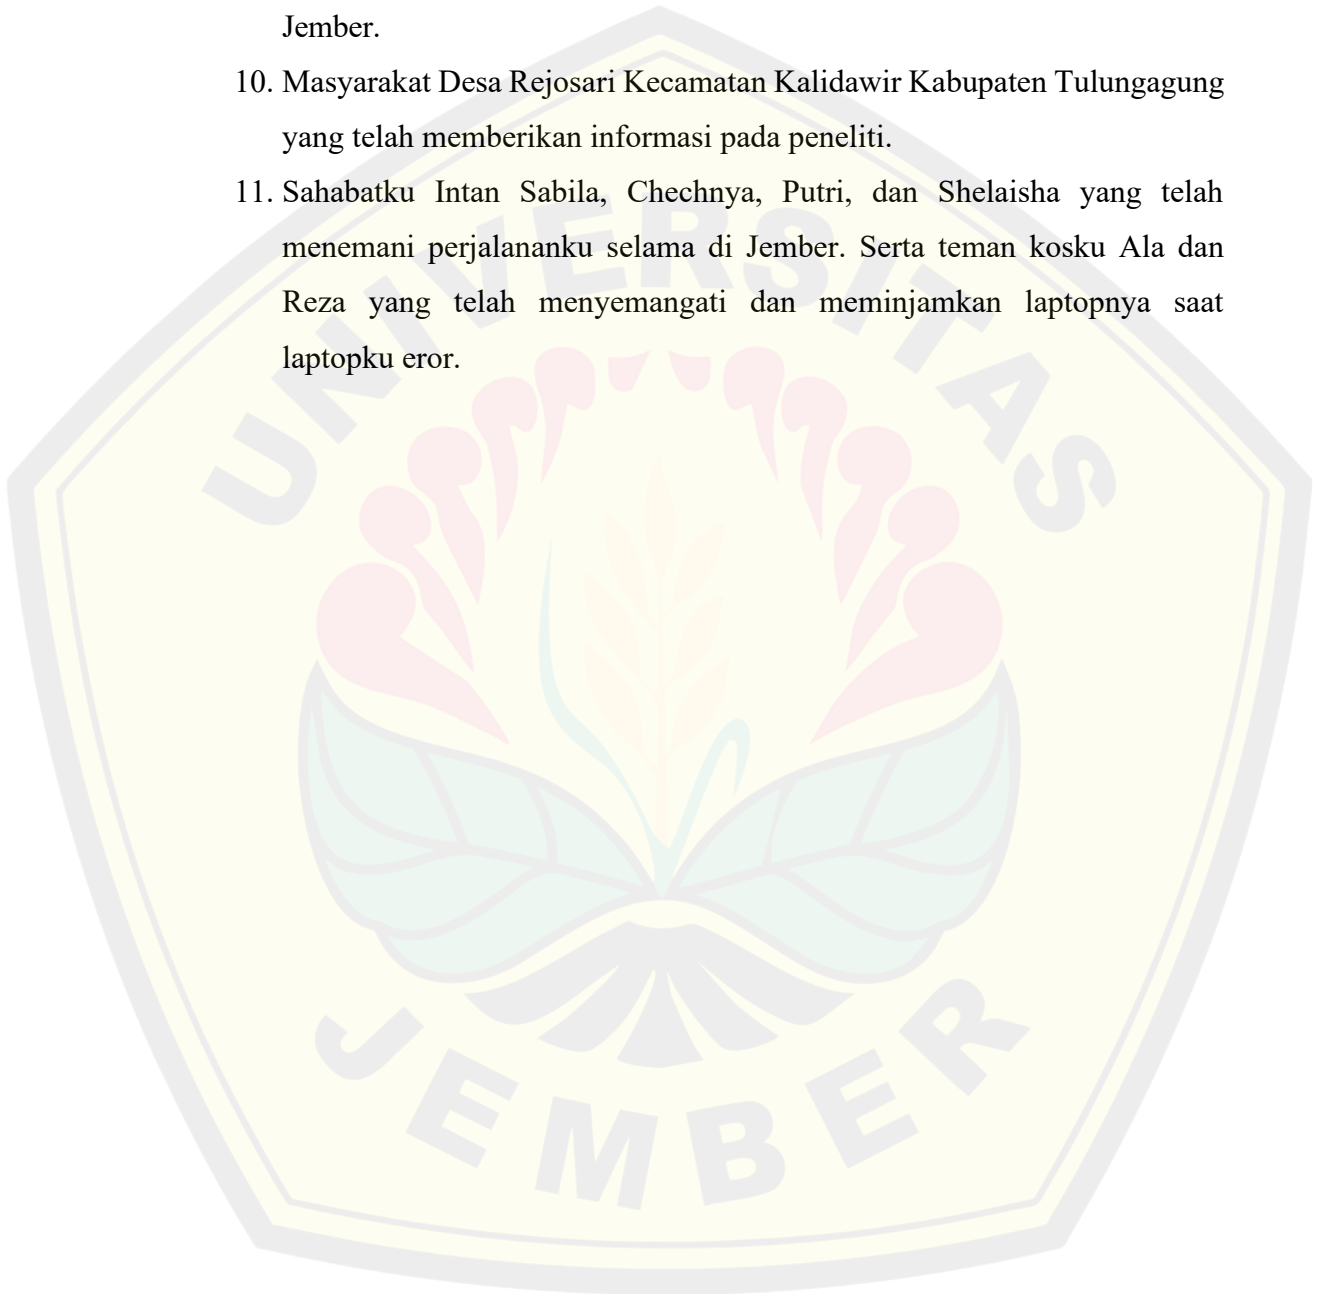 Jember.
10. Masyarakat Desa Rejosari Kecamatan Kalidawir Kabupaten Tulungagung
yang telah memberikan informasi pada peneliti.
11. Sahabatku Intan Sabila, Chechnya, Putri, dan Shelaisha yang telah
menemani perjalananku selama di Jember. Serta teman kosku Ala dan
Reza yang telah menyemangati dan meminjamkan laptopnya saat
laptopku eror.
UNIVERSITAS
JEMBER